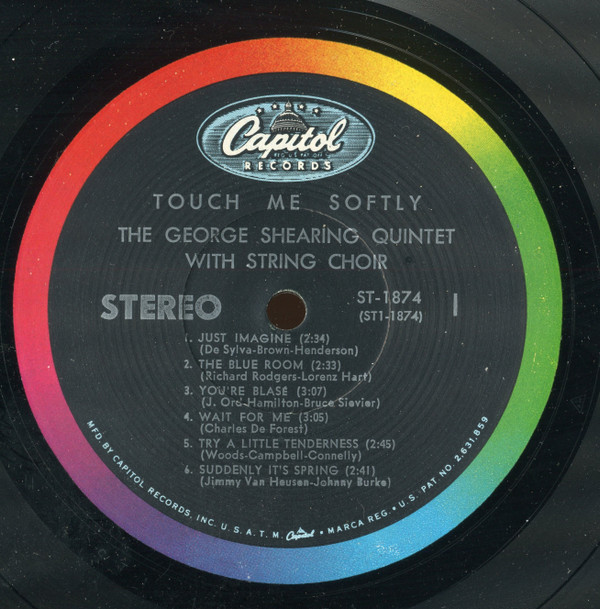 Capitol
RECORDS
TOUCH ME SOFTLY
THE GEORGE SHEARING QUINTET
WITH STRING CHOIR
STEREO
ST-1874
(ST1-1874)
1
1. JUST IMAGINE (2:34)
(De Sylva-Brown-Henderson)
2. THE BLUE ROOM (2:33)
(Richard Rodgers-Lorenz Hart)
3. YOU'RE BLASÉ (3:07)
(J. Ord Hamilton-Bruce Sievier)
4. WAIT FOR ME (3:05)
(Charles De Forest)
5. TRY A LITTLE TENDERNESS (2:45)
(Woods-Campbell-Connelly)
6. SUDDENLY IT'S SPRING (2:41)
(Jimmy Van Heusen-Johnny Burke)
MFD. BY CAPITOL RECORDS, INC. U. S. A. T. M. Capitol • MARCA REG. • U. S. PAT. NO. 2,631,859